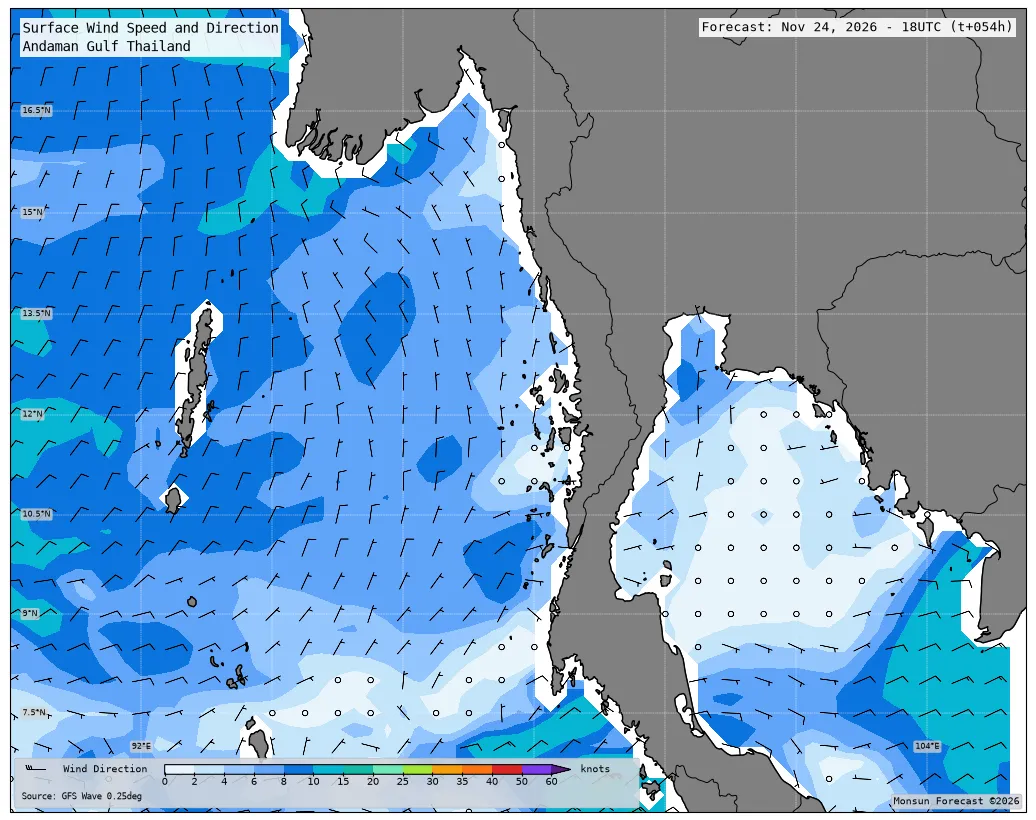 Surface Wind Speed and Direction
Andaman Gulf Thailand
Forecast: Nov 24, 2026 - 18UTC (t+054h)
16.5°N
15°N
13.5°N
12°N
10.5°N
9°N
7.5°N
92°E
104°E
Wind Direction
0 2 4 6 8 10 15 20 25 30 35 40 50 60
knots
Source: GFS Wave 0.25deg
Monsun Forecast ©2026